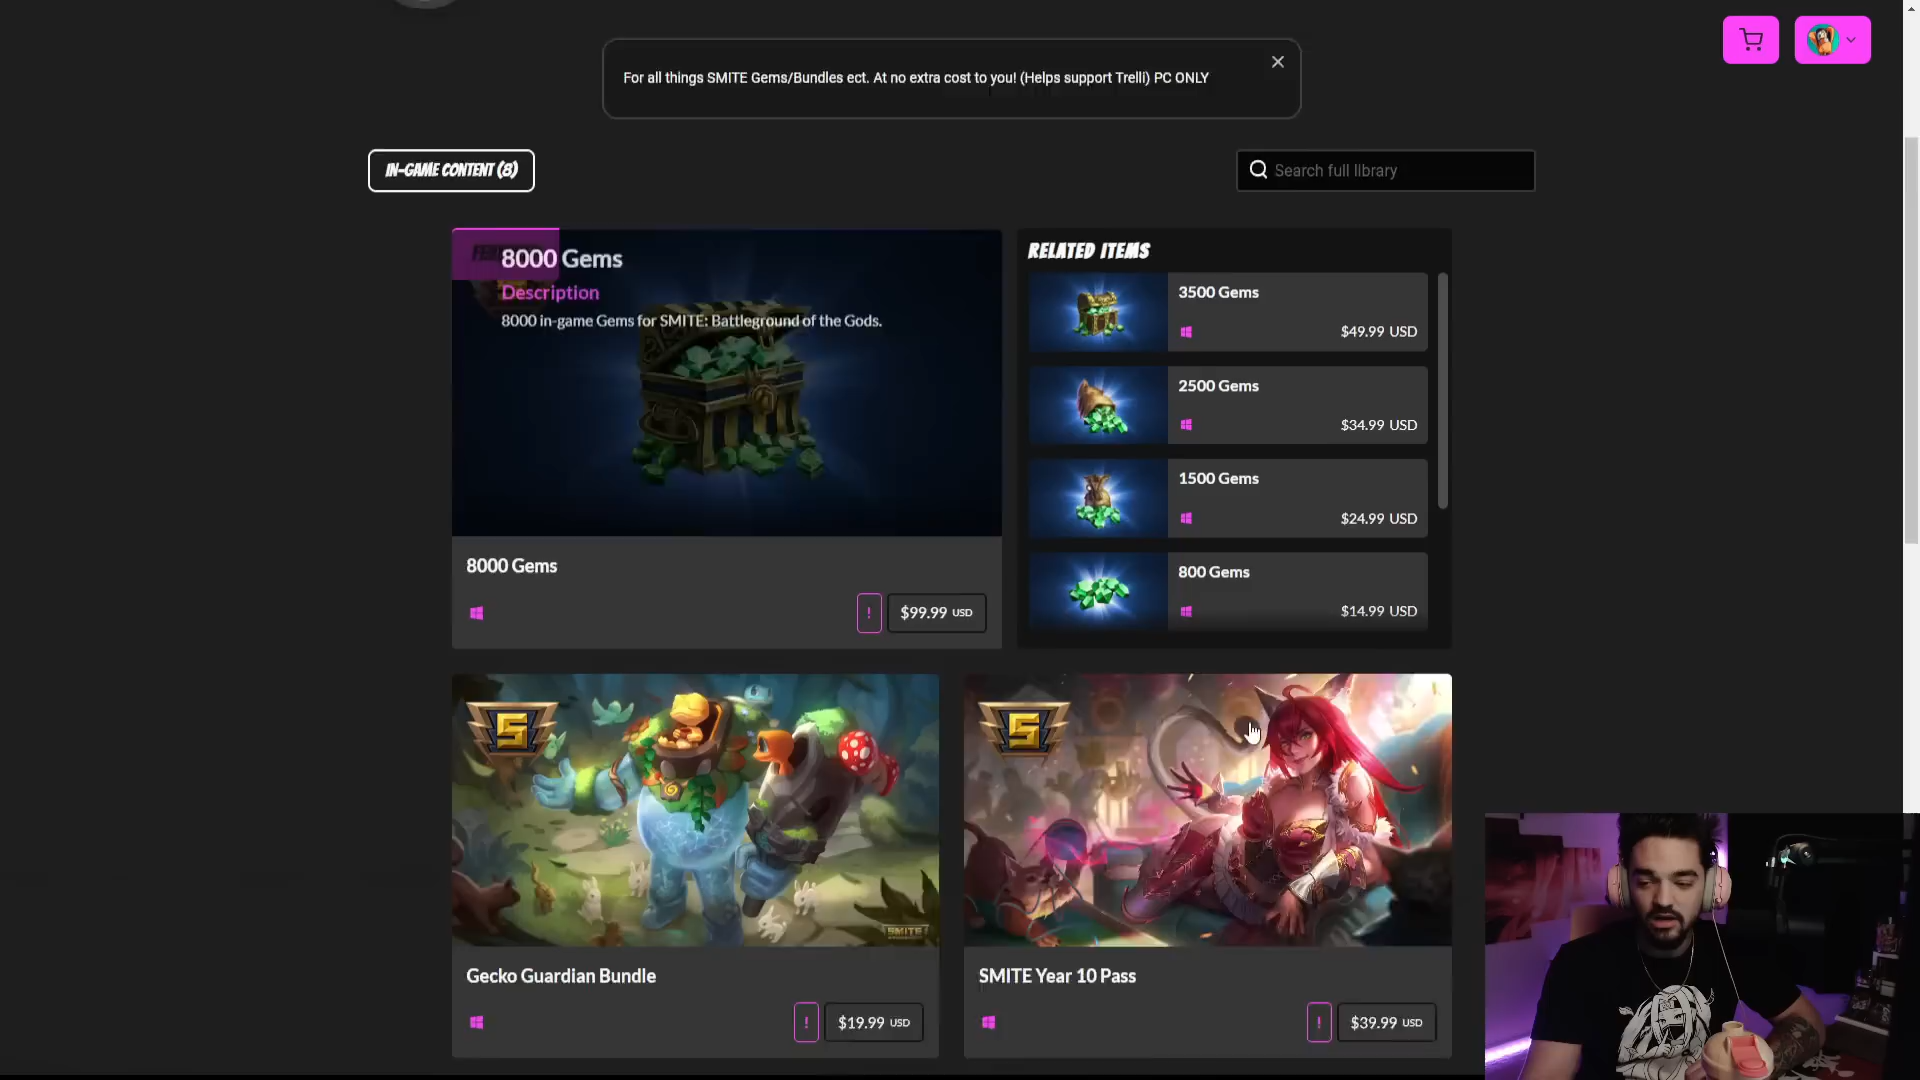 For all things SMITE Gems/Bundles ect. At no extra cost to you! (Helps support Trelli) PC ONLY
IN-GAME CONTENT (8)
Search full library
8000 Gems
Description
8000 in-game Gems for SMITE: Battleground of the Gods.
8000 Gems
!
$99.99 USD
RELATED ITEMS
3500 Gems
$49.99 USD
2500 Gems
$34.99 USD
1500 Gems
$24.99 USD
800 Gems
$14.99 USD
S
SMITE
Gecko Guardian Bundle
!
$19.99 USD
S
SMITE Year 10 Pass
!
$39.99 USD